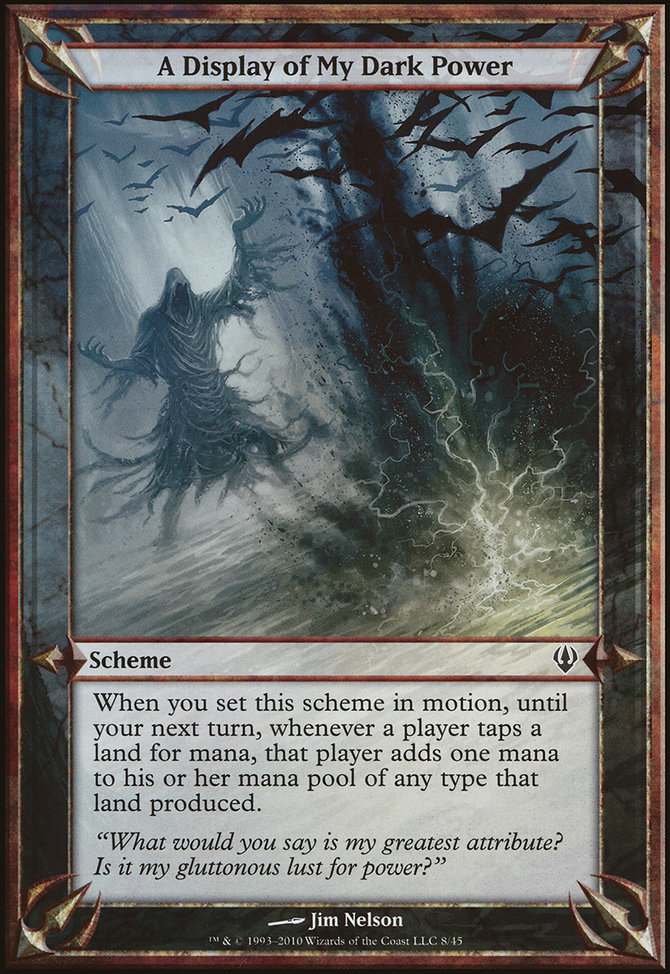 A Display of My Dark Power
Scheme
When you set this scheme in motion, until
your next turn, whenever a player taps a
land for mana, that player adds one mana
to his or her mana pool of any type that
land produced.
“What would you say is my greatest attribute?
Is it my gluttonous lust for power?”
Jim Nelson
™ & © 1993–2010 Wizards of the Coast LLC 8/45